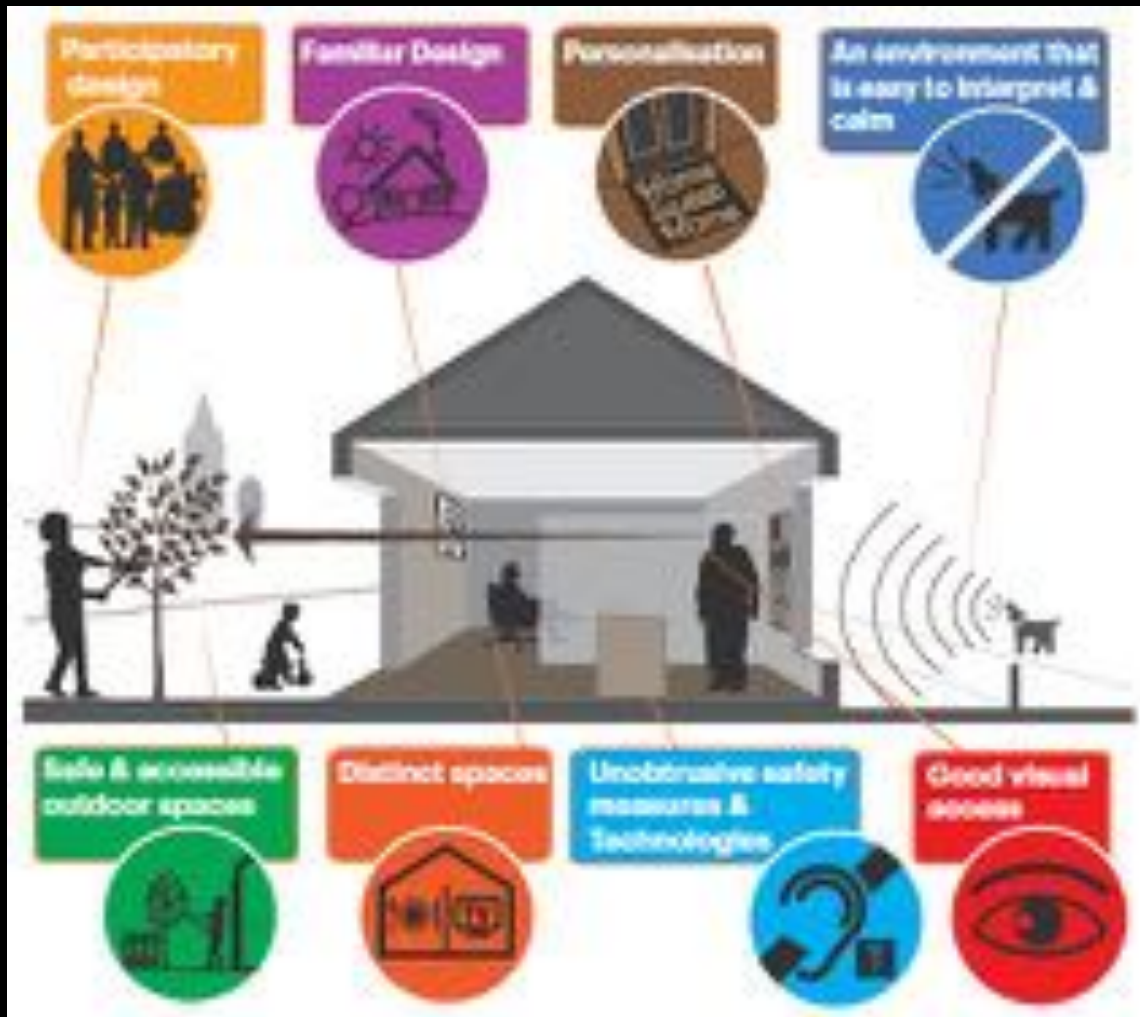 Participatory
design
Familiar Design
Personalisation
An environment that
is easy to interpret &
calm
Safe & accessible
outdoor spaces
Distinct spaces
Unobtrusive safety
measures &
Technologies
Good visual
access